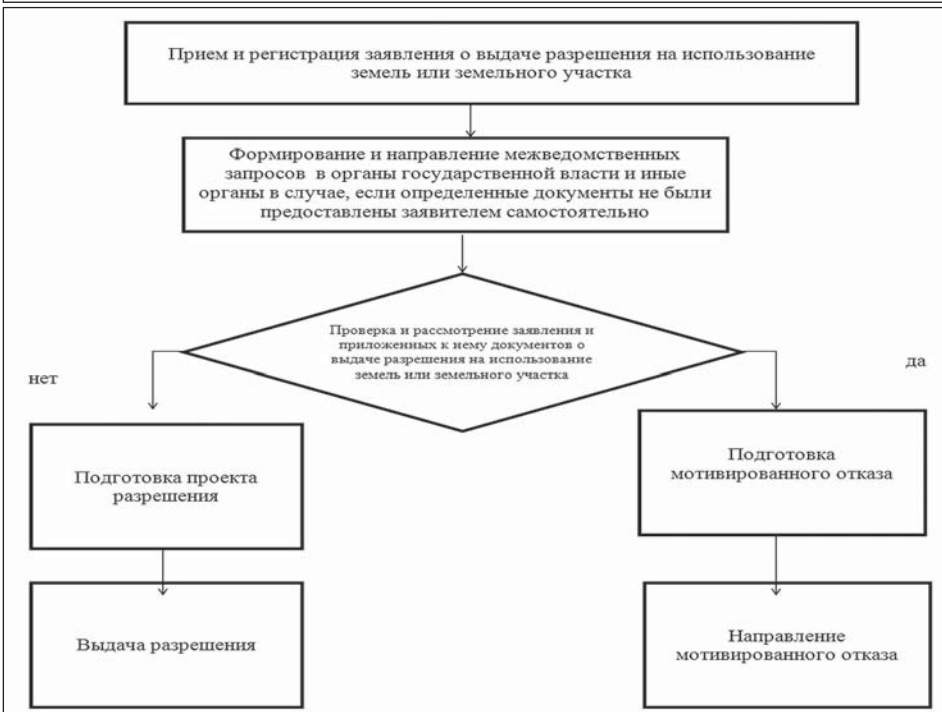 Прием и регистрация заявления о выдаче разрешения на использование
земель или земельного участка
Формирование и направление межведомственных
запросов в органы государственной власти и иные
органы в случае, если определенные документы не были
предоставлены заявителем самостоятельно
Проверка и рассмотрение заявления и
приложенных к нему документов о
выдаче разрешения на использование
земель или земельного участка
нет
да
Подготовка проекта
разрешения
Подготовка
мотивированного отказа
Выдача разрешения
Направление
мотивированного отказа